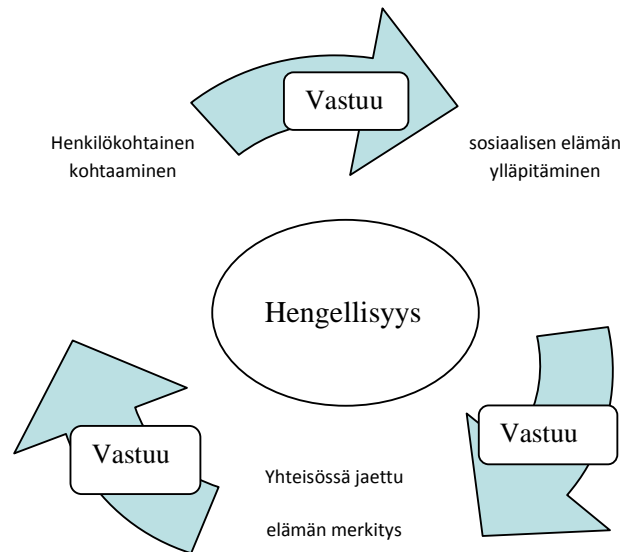 Vastuu
Henkilökohtainen
kohtaaminen
sosiaalisen elämän
ylläpitäminen
Hengellisyys
Vastuu
Vastuu
Yhteisössä jaettu
elämän merkitys